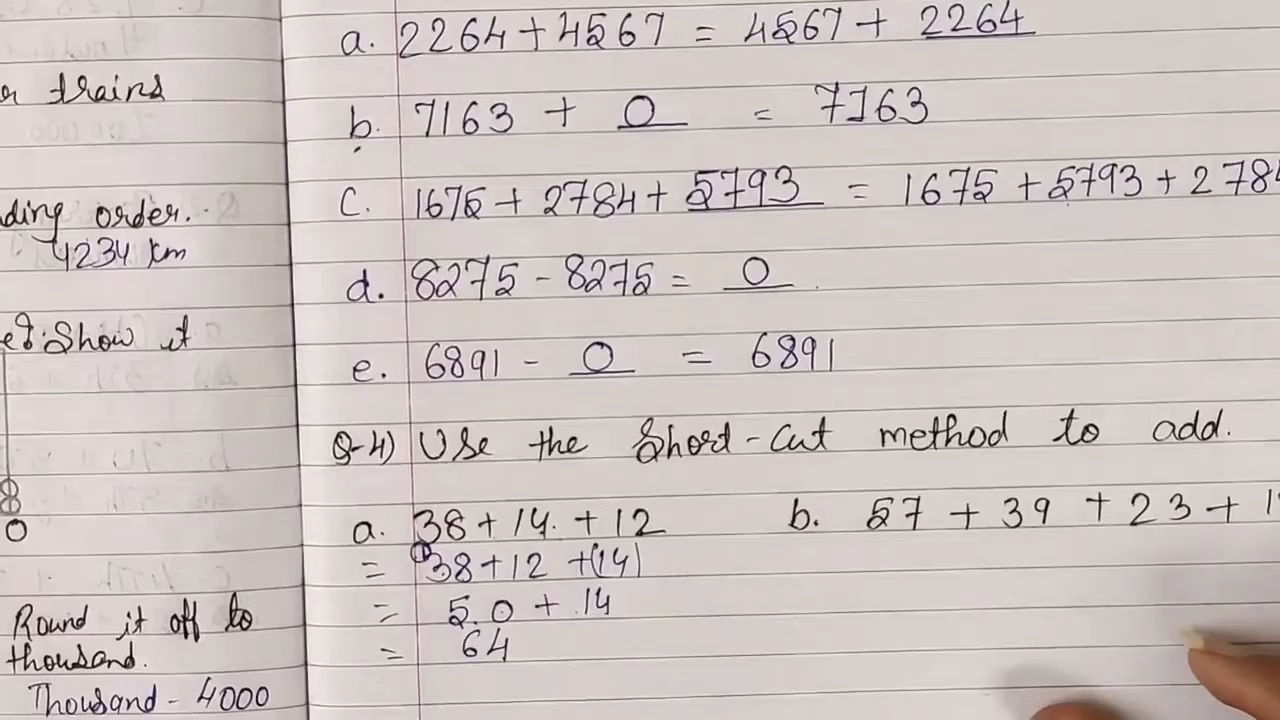 r trains
ding order.
4234 km
Show it
0
Round it off to
thousand.
Thousand - 4000
a. 2264 + 4567 = 4567 + 2264
b. 7163 + 0 = 7163
c. 1675 + 2784 + 5793 = 1675 + 5793 + 278
d. 8275 - 8275 = 0
e. 6891 - 0 = 6891
Q-4) Use the Short-cut method to add.
a. 38 + 14 + 12 b. 57 + 39 + 23 + 1
= 38 + 12 + (14)
= 50 + 14
= 64